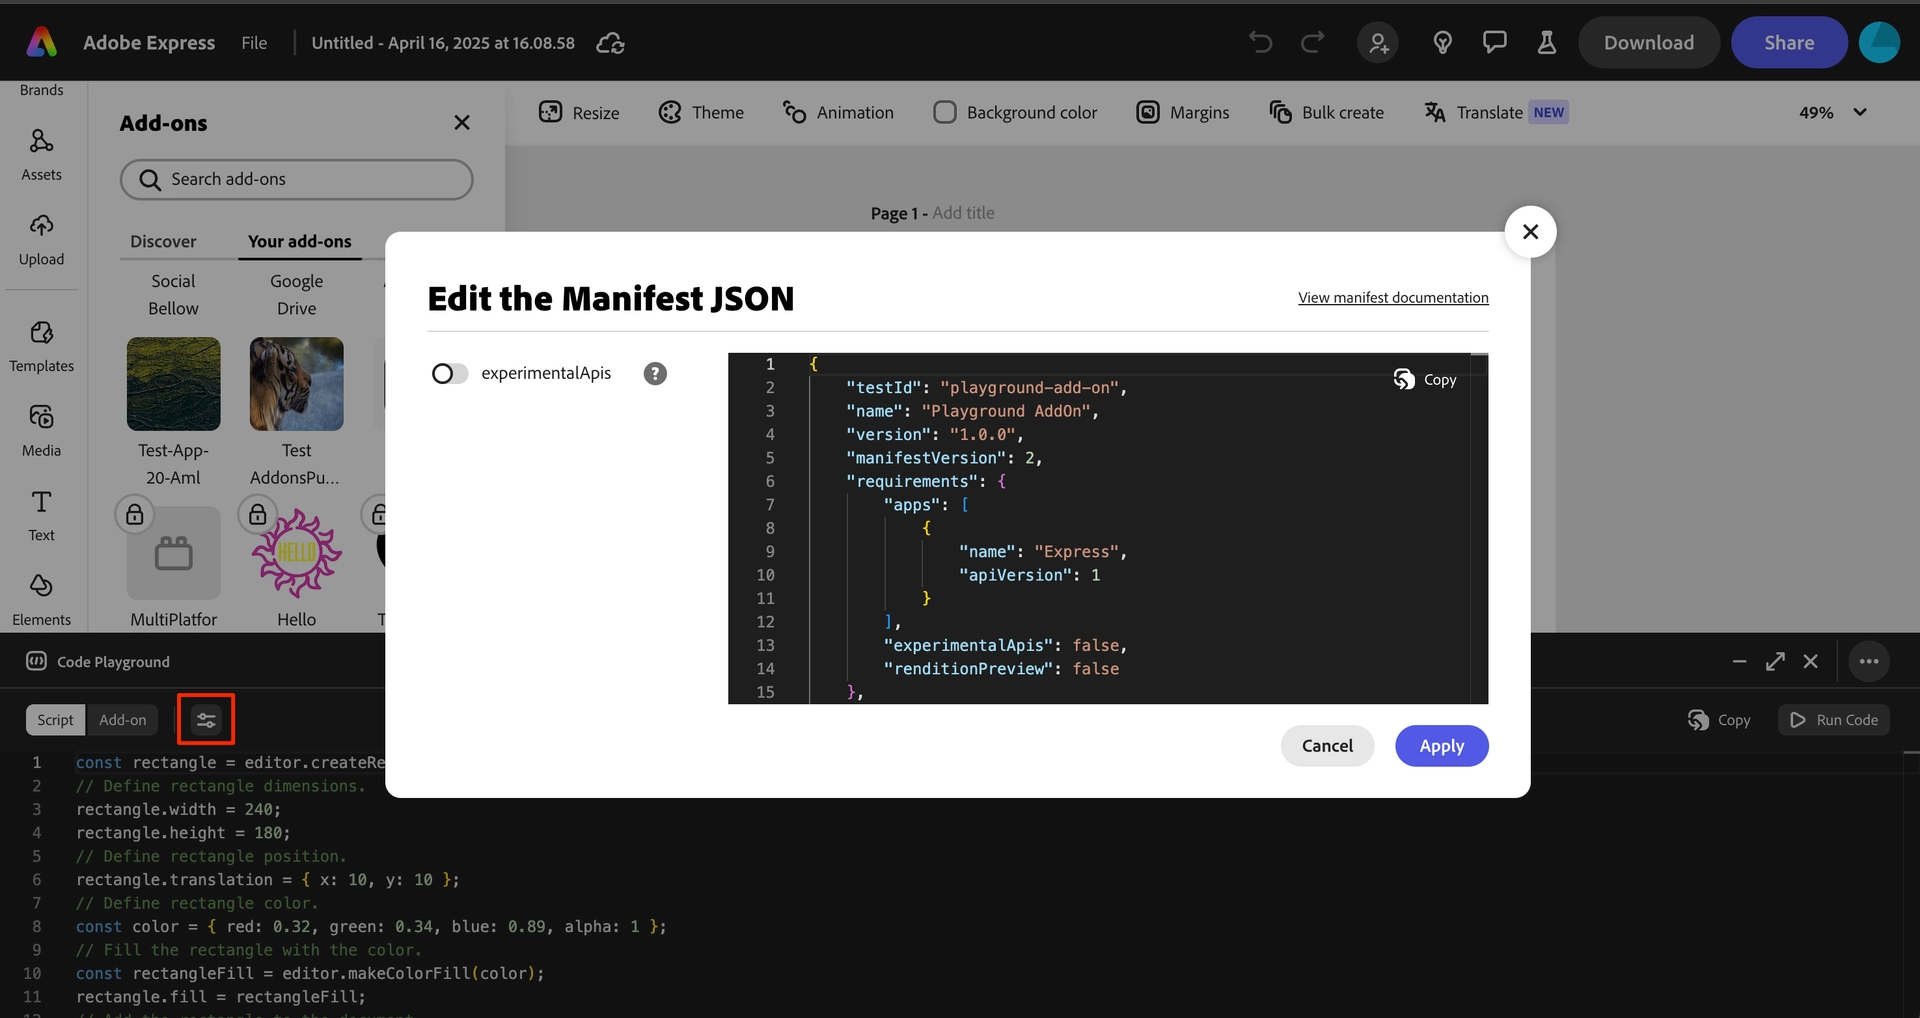 Adobe Express
File
Untitled - April 16, 2025 at 16.08.58
Download
Share
Brands
Assets
Upload
Templates
Media
Text
Elements
Add-ons
Search add-ons
Discover
Your add-ons
Social
Bellow
Google
Drive
Test-App-
20-Aml
Test
AddonsPu...
MultiPlatfor
HELLO
Hello
Resize
Theme
Animation
Background color
Margins
Bulk create
Translate NEW
49%
Page 1 - Add title
Edit the Manifest JSON
View manifest documentation
experimentalApis
?
Copy
1 {
2 "testId": "playground-add-on",
3 "name": "Playground AddOn",
4 "version": "1.0.0",
5 "manifestVersion": 2,
6 "requirements": {
7 "apps": [
8 {
9 "name": "Express",
10 "apiVersion": 1
11 }
12 ],
13 "experimentalApis": false,
14 "renditionPreview": false
15 },
Cancel
Apply
Code Playground
Script
Add-on
Copy
Run Code
1 const rectangle = editor.createRe
2 // Define rectangle dimensions.
3 rectangle.width = 240;
4 rectangle.height = 180;
5 // Define rectangle position.
6 rectangle.translation = { x: 10, y: 10 };
7 // Define rectangle color.
8 const color = { red: 0.32, green: 0.34, blue: 0.89, alpha: 1 };
9 // Fill the rectangle with the color.
10 const rectangleFill = editor.makeColorFill(color);
11 rectangle.fill = rectangleFill;